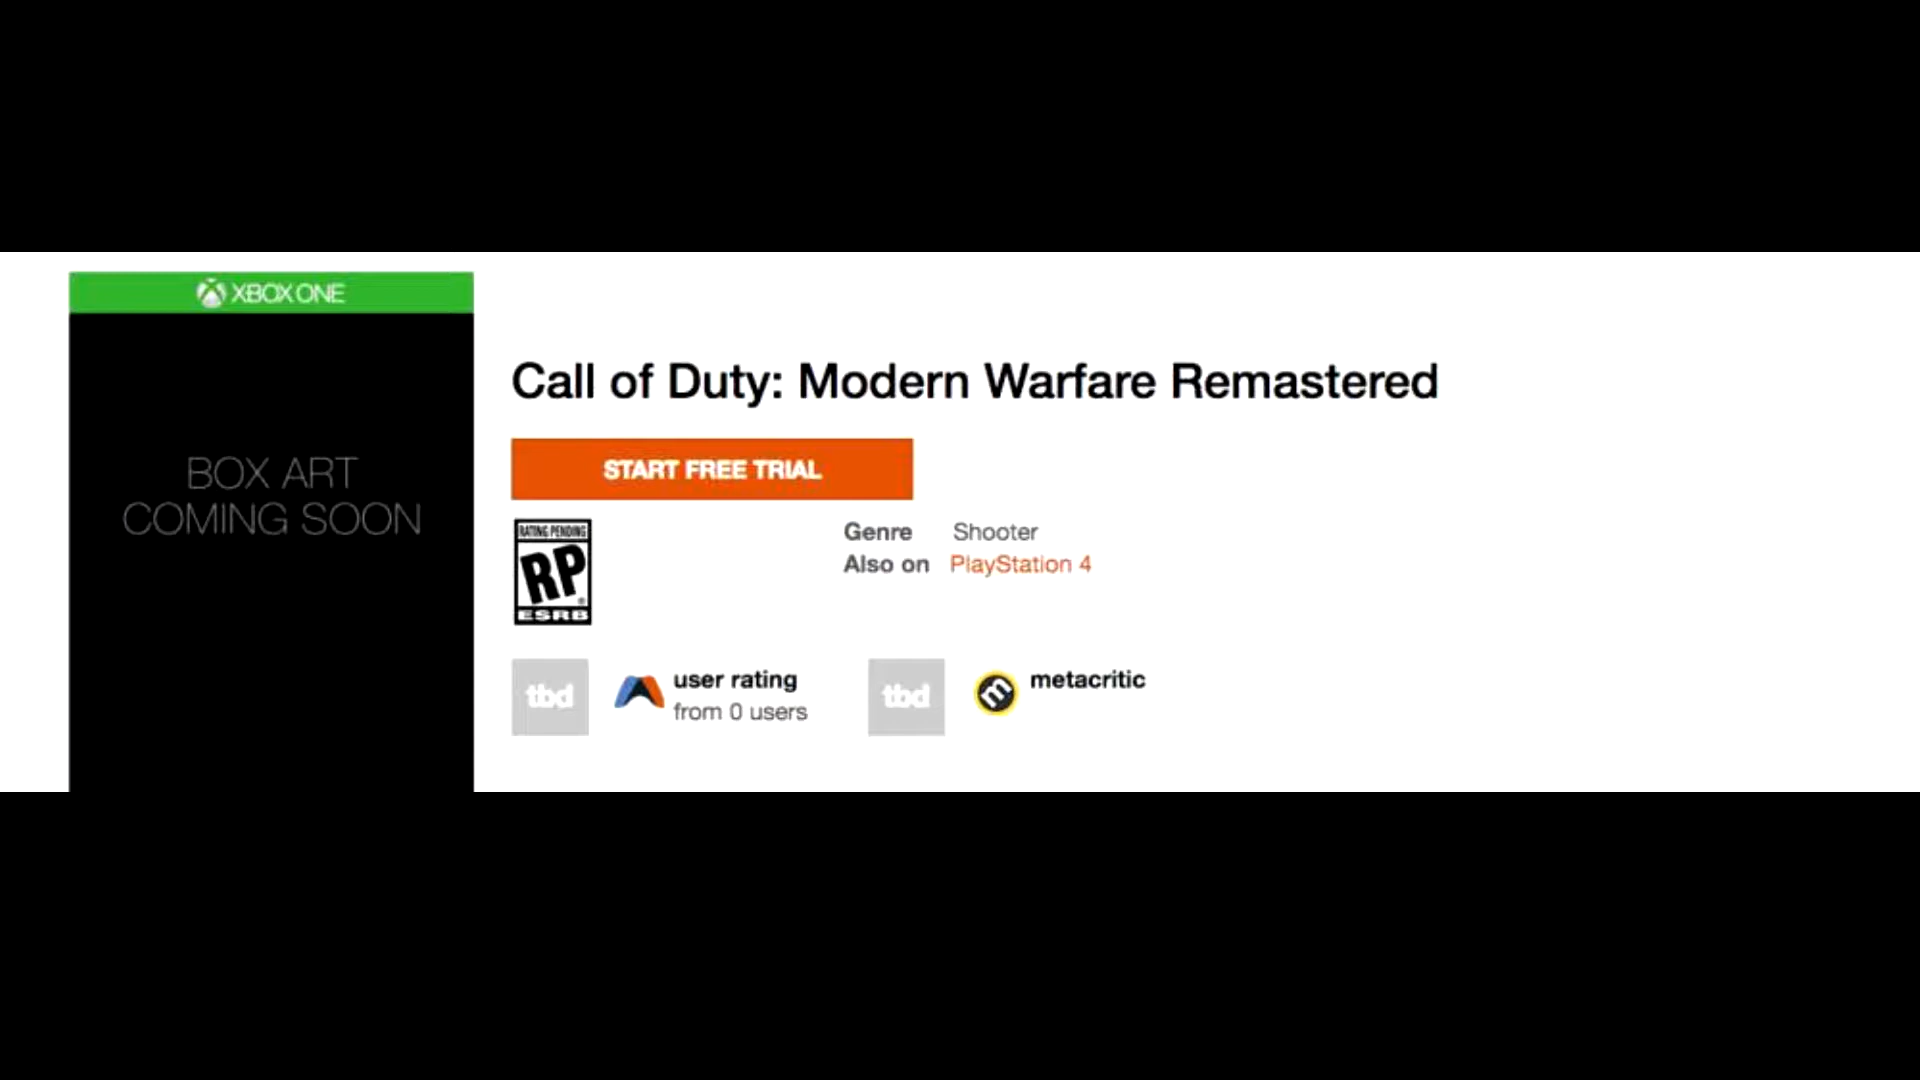 XBOX ONE
BOX ART
COMING SOON
Call of Duty: Modern Warfare Remastered
START FREE TRIAL
RATING PENDING
RP
ESRB
Genre Shooter
Also on PlayStation 4
tbd
user rating
from 0 users
tbd
m
metacritic